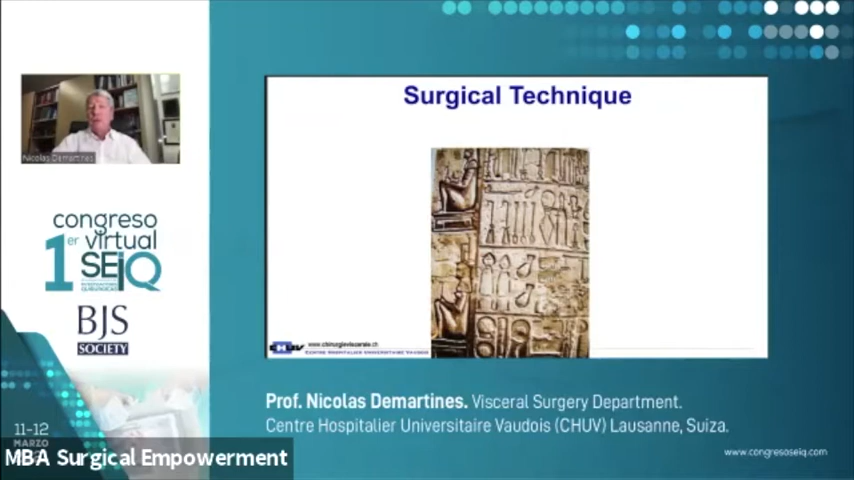 Surgical Technique
Nicolas Demartines
congreso
1er virtual
SEIQ
BJS
SOCIETY
CHUV www.chirurgieviscerale.ch
CENTRE HOSPITALIER UNIVERSITAIRE VAUDOIS
Prof. Nicolas Demartines. Visceral Surgery Department.
Centre Hospitalier Universitaire Vaudois (CHUV) Lausanne, Suiza.
11-12
MARZO
MBA Surgical Empowerment
www.congresoseiq.com